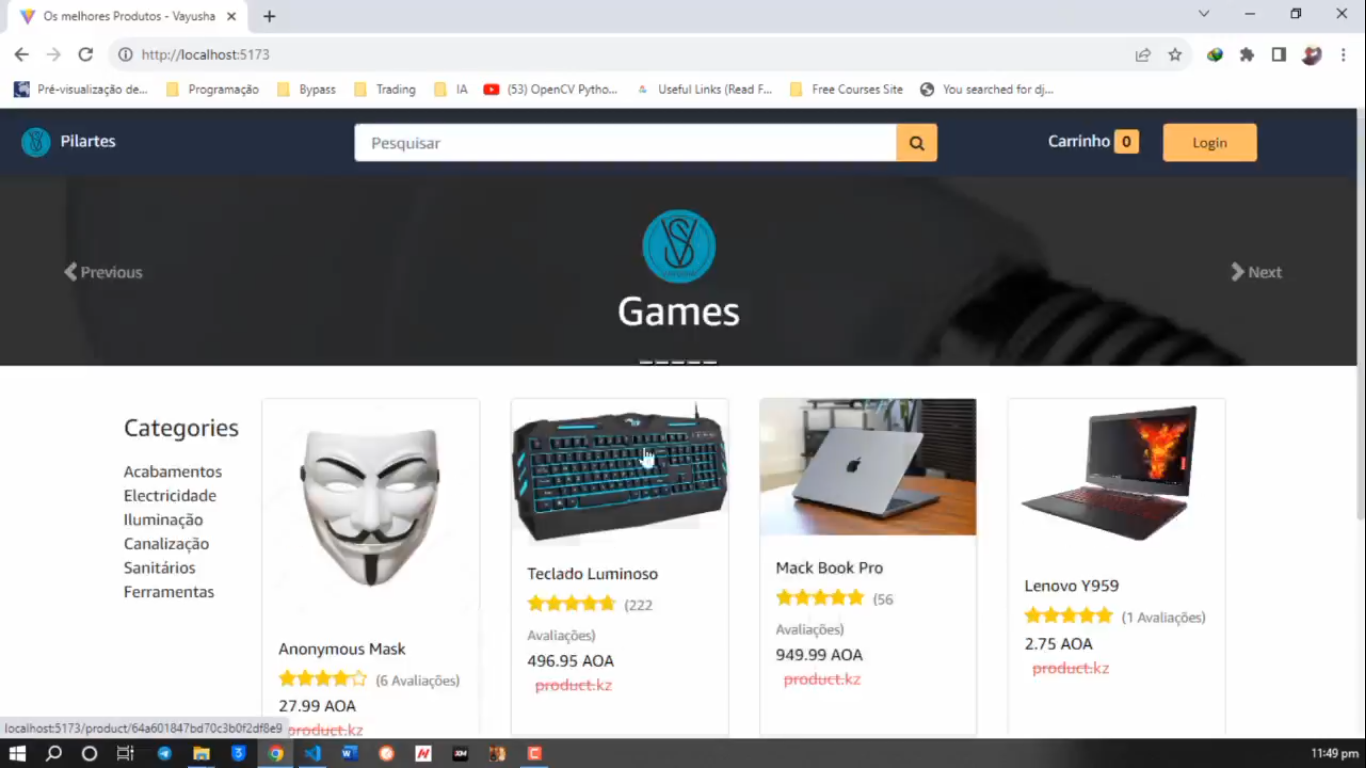 Os melhores Produtos - Vayusha
http://localhost:5173
Pré-visualização de...
Programação
Bypass
Trading
IA
(53) OpenCV Pytho...
Useful Links (Read F...
Free Courses Site
You searched for dj...
Pilartes
Pesquisar
Carrinho 0
Login
Previous
Games
Next
Categories
Acabamentos
Electricidade
Iluminação
Canalização
Sanitários
Ferramentas
Anonymous Mask
(6 Avaliações)
27.99 AOA
product.kz
Teclado Luminoso
(222
Avaliações)
496.95 AOA
product.kz
Mack Book Pro
(56
Avaliações)
949.99 AOA
product.kz
Lenovo Y959
(1 Avaliações)
2.75 AOA
product.kz
localhost:5173/product/64a601847bd70c3b0f2df8e9
11:49 pm